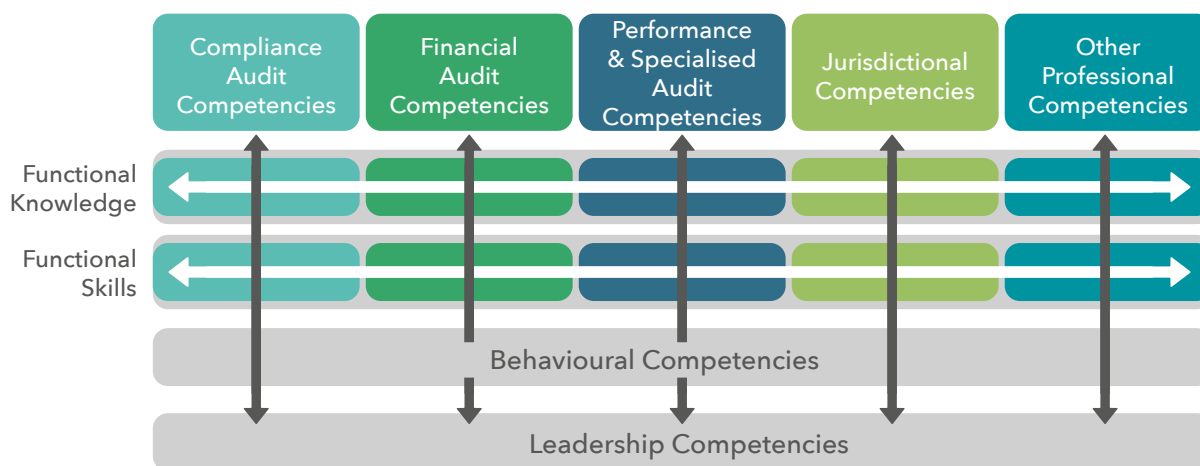 Compliance
Audit
Competencies
Financial
Audit
Competencies
Performance
& Specialised
Audit
Competencies
Jurisdictional
Competencies
Other
Professional
Competencies
Functional
Knowledge
Functional
Skills
Behavioural Competencies
Leadership Competencies